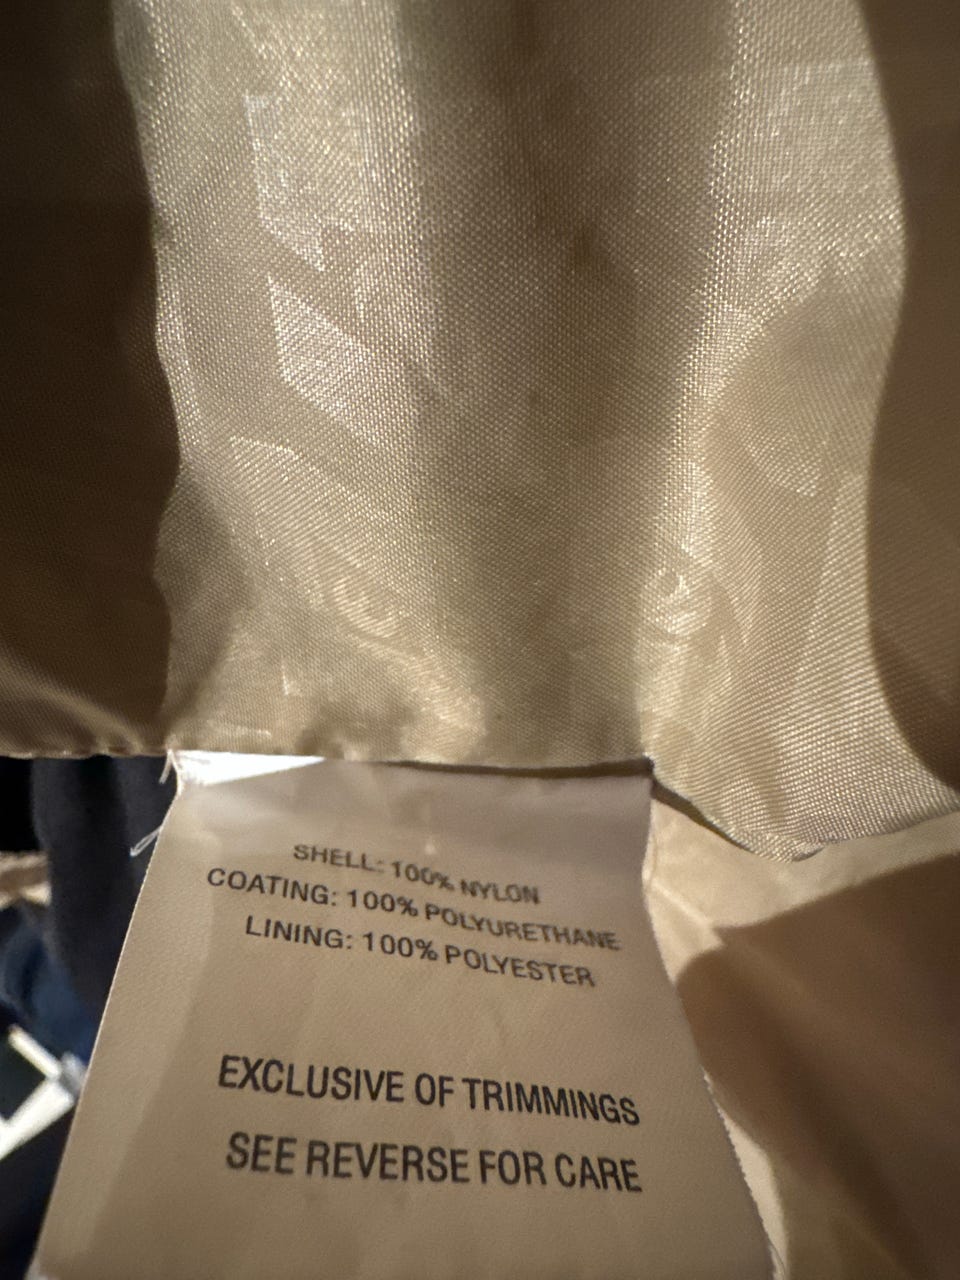 SHELL: 100% NYLON
COATING: 100% POLYURETHANE
LINING: 100% POLYESTER
EXCLUSIVE OF TRIMMINGS
SEE REVERSE FOR CARE